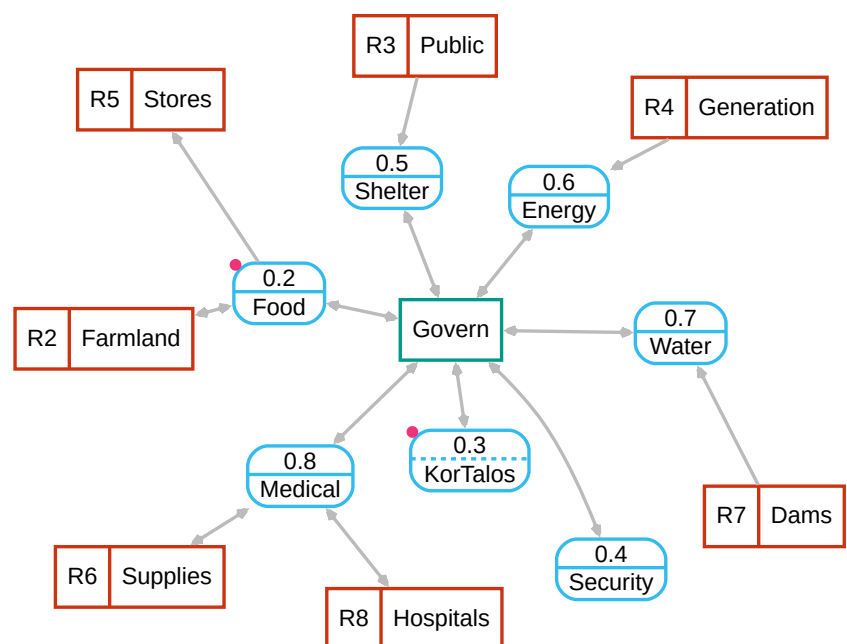 R3 Public
R5 Stores
R4 Generation
0.5
Shelter
0.6
Energy
0.2
Food
R2 Farmland
Govern
0.7
Water
0.8
Medical
0.3
KorTalos
R7 Dams
0.4
Security
R6 Supplies
R8 Hospitals